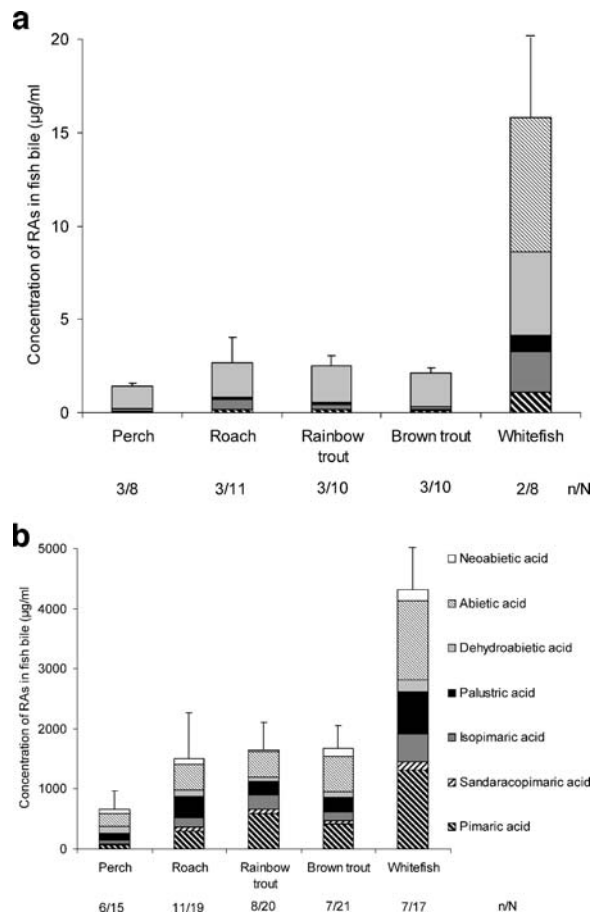 a
Concentration of RAs in fish bile (µg/ml
20
15
10
5
0
Perch Roach Rainbow trout Brown trout Whitefish
3/8 3/11 3/10 3/10 2/8 n/N
b
Concentration of RAs in fish bile (µg/ml)
5000
4000
3000
2000
1000
0
Neoabietic acid
Abietic acid
Dehydroabietic acid
Palustric acid
Isopimaric acid
Sandaracopimaric acid
Pimaric acid
Perch Roach Rainbow trout Brown trout Whitefish
6/15 11/19 8/20 7/21 7/17 n/N